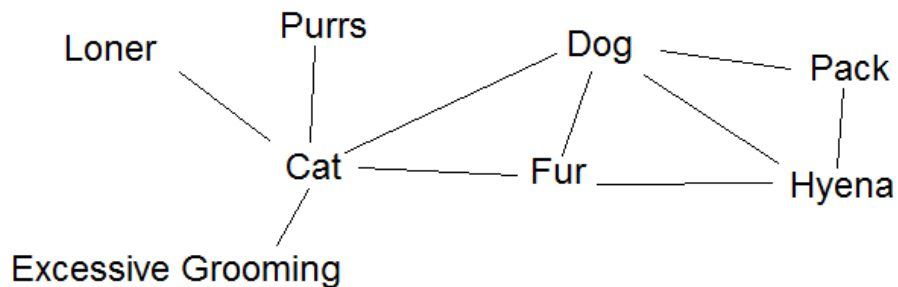 Loner
Purrs
Dog
Pack
Cat
Fur
Hyena
Excessive Grooming